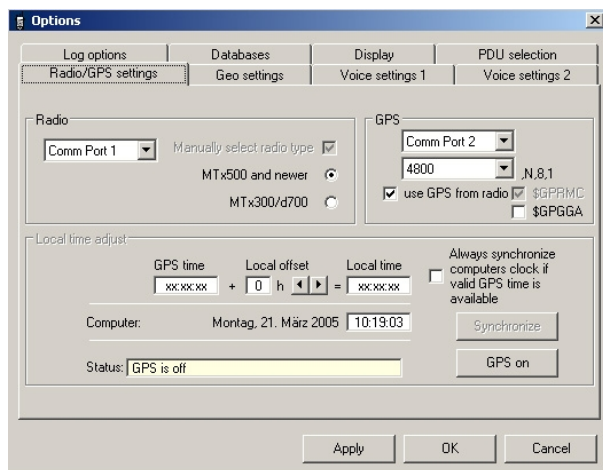 Options
Log options
Databases
Display
PDU selection
Radio/GPS settings
Geo settings
Voice settings 1
Voice settings 2
Radio
Comm Port 1
Manually select radio type
MTx500 and newer
MTx300/d700
GPS
Comm Port 2
4800 ,N,8,1
use GPS from radio
$GPRMC
$GPGGA
Local time adjust
GPS time
Local offset
Local time
xx:xx:xx + 0 h = xx:xx:xx
Always synchronize
computers clock if
valid GPS time is
available
Computer: Montag, 21. März 2005 10:19:03
Synchronize
Status: GPS is off
GPS on
Apply
OK
Cancel